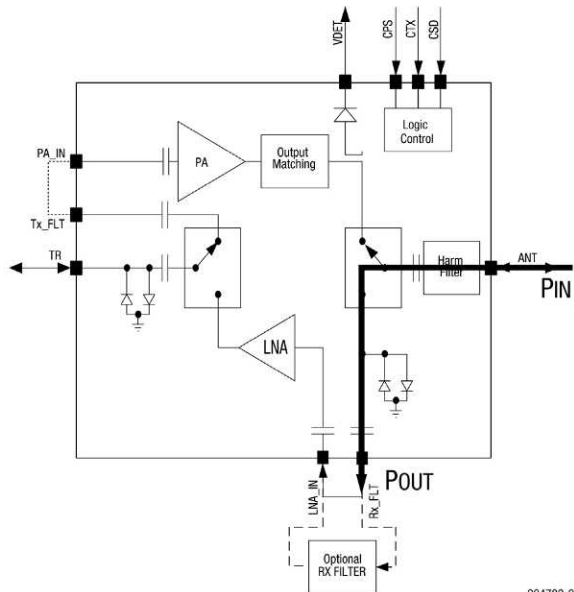 VDET
CPS
CTX
CSD
Logic
Control
PA_IN
PA
Output
Matching
Tx_FLT
TR
Harm
Filter
ANT
PIN
LNA
LNA_IN
POUT
Rx_FLT
Optional
RX FILTER